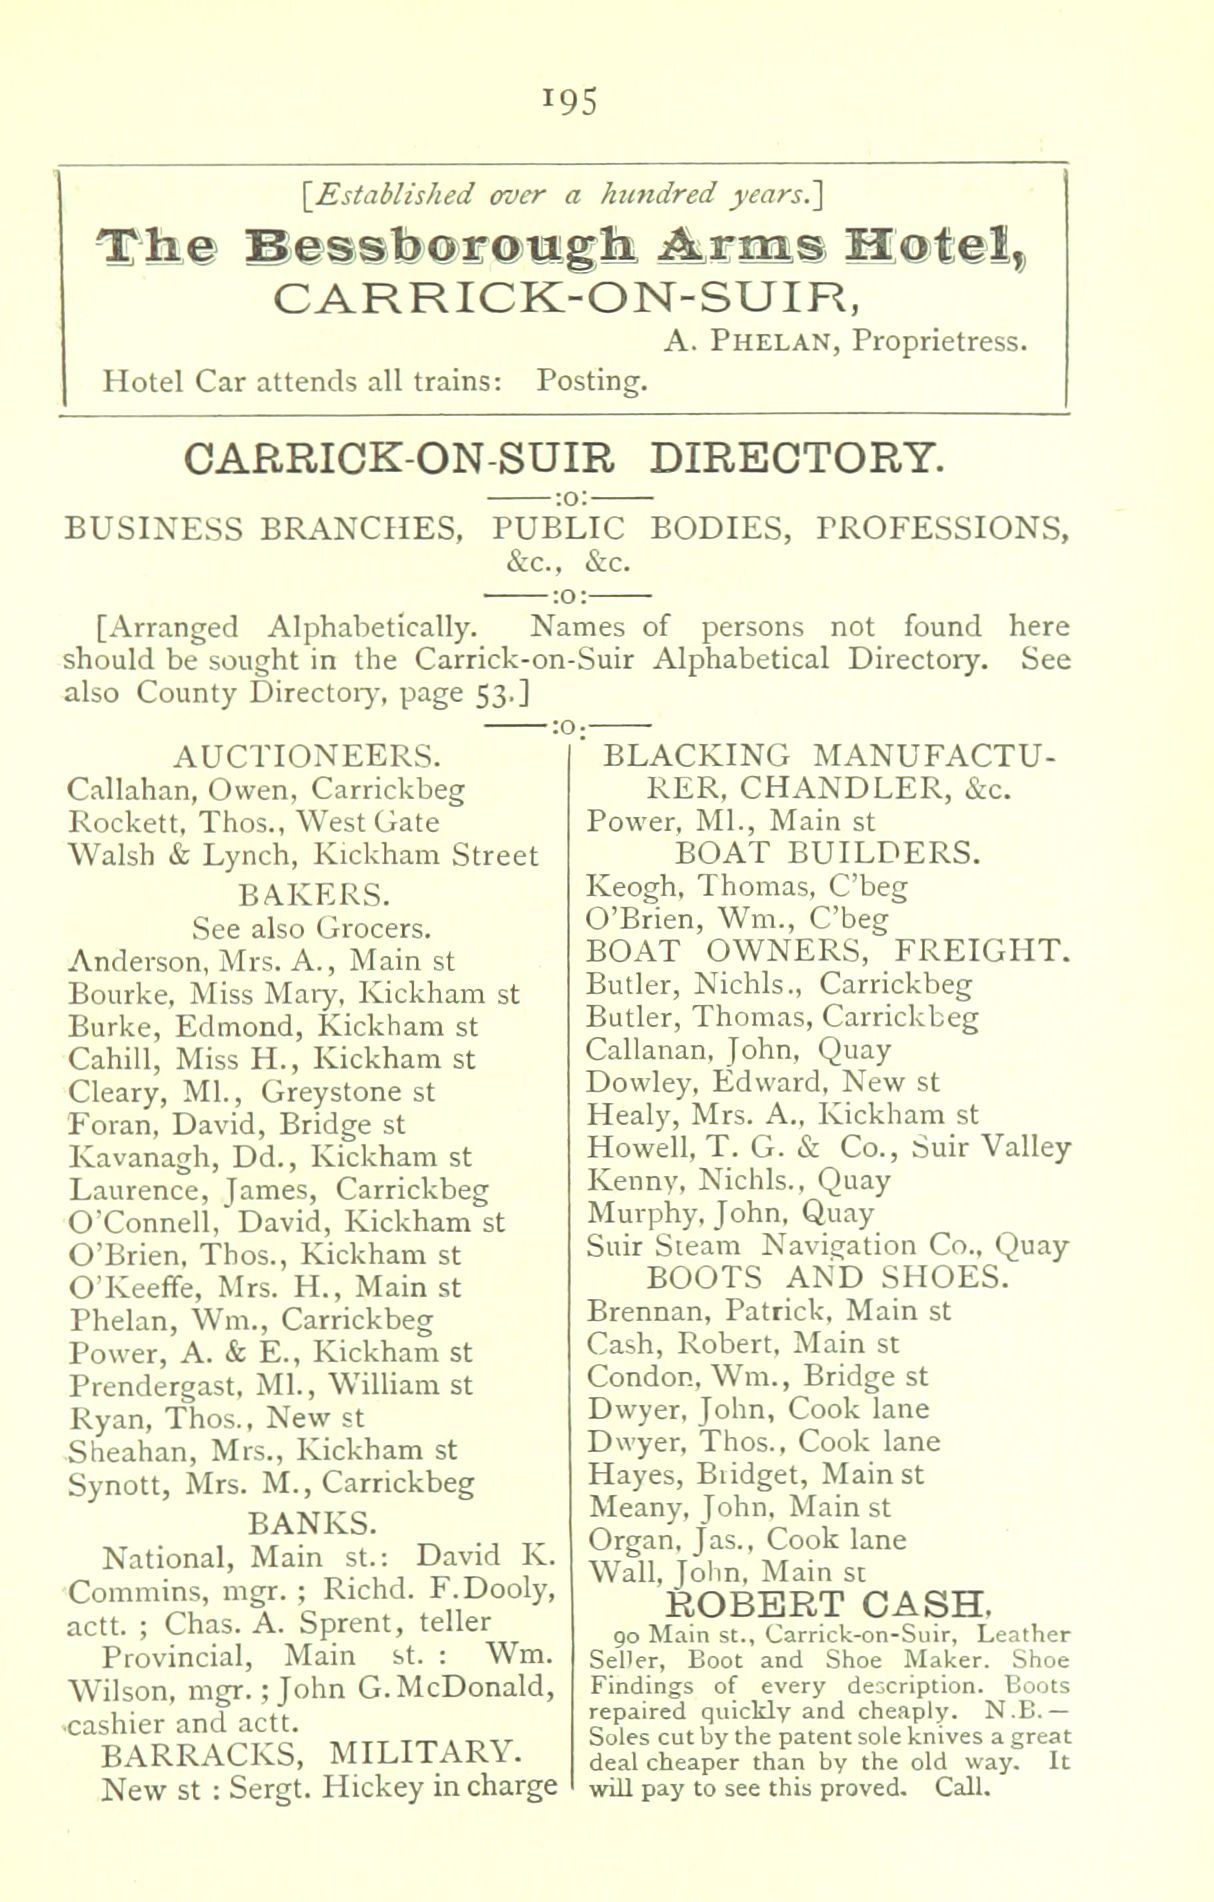 195
[Established over a hundred years.]
The Bessborough Arms Hotel,
CARRICK-ON-SUIR,
A. PHELAN, Proprietress.
Hotel Car attends all trains: Posting.
CARRICK-ON-SUIR DIRECTORY.
——:o:——
BUSINESS BRANCHES, PUBLIC BODIES, PROFESSIONS,
&c., &c.
——:o:——
[Arranged Alphabetically. Names of persons not found here
should be sought in the Carrick-on-Suir Alphabetical Directory. See
also County Directory, page 53.]
——:o:——
AUCTIONEERS.
Callahan, Owen, Carrickbeg
Rockett, Thos., West Gate
Walsh & Lynch, Kickham Street
BAKERS.
See also Grocers.
Anderson, Mrs. A., Main st
Bourke, Miss Mary, Kickham st
Burke, Edmond, Kickham st
Cahill, Miss H., Kickham st
Cleary, Ml., Greystone st
Foran, David, Bridge st
Kavanagh, Dd., Kickham st
Laurence, James, Carrickbeg
O'Connell, David, Kickham st
O'Brien, Thos., Kickham st
O'Keeffe, Mrs. H., Main st
Phelan, Wm., Carrickbeg
Power, A. & E., Kickham st
Prendergast, Ml., William st
Ryan, Thos., New st
Sheahan, Mrs., Kickham st
Synott, Mrs. M., Carrickbeg
BANKS.
National, Main st.: David K.
Commins, mgr. ; Richd. F. Dooly,
actt. ; Chas. A. Sprent, teller
Provincial, Main st. : Wm.
Wilson, mgr. ; John G. McDonald,
cashier and actt.
BARRACKS, MILITARY.
New st : Sergt. Hickey in charge
BLACKING MANUFACTU-
RER, CHANDLER, &c.
Power, Ml., Main st
BOAT BUILDERS.
Keogh, Thomas, C'beg
O'Brien, Wm., C'beg
BOAT OWNERS, FREIGHT.
Butler, Nichls., Carrickbeg
Butler, Thomas, Carrickbeg
Callanan, John, Quay
Dowley, Edward, New st
Healy, Mrs. A., Kickham st
Howell, T. G. & Co., Suir Valley
Kenny, Nichls., Quay
Murphy, John, Quay
Suir Steam Navigation Co., Quay
BOOTS AND SHOES.
Brennan, Patrick, Main st
Cash, Robert, Main st
Condon, Wm., Bridge st
Dwyer, John, Cook lane
Dwyer, Thos., Cook lane
Hayes, Bridget, Main st
Meany, John, Main st
Organ, Jas., Cook lane
Wall, John, Main st
ROBERT CASH,
90 Main st., Carrick-on-Suir, Leather
Seller, Boot and Shoe Maker. Shoe
Findings of every description. Boots
repaired quickly and cheaply. N.B.—
Soles cut by the patent sole knives a great
deal cheaper than by the old way. It
will pay to see this proved. Call.